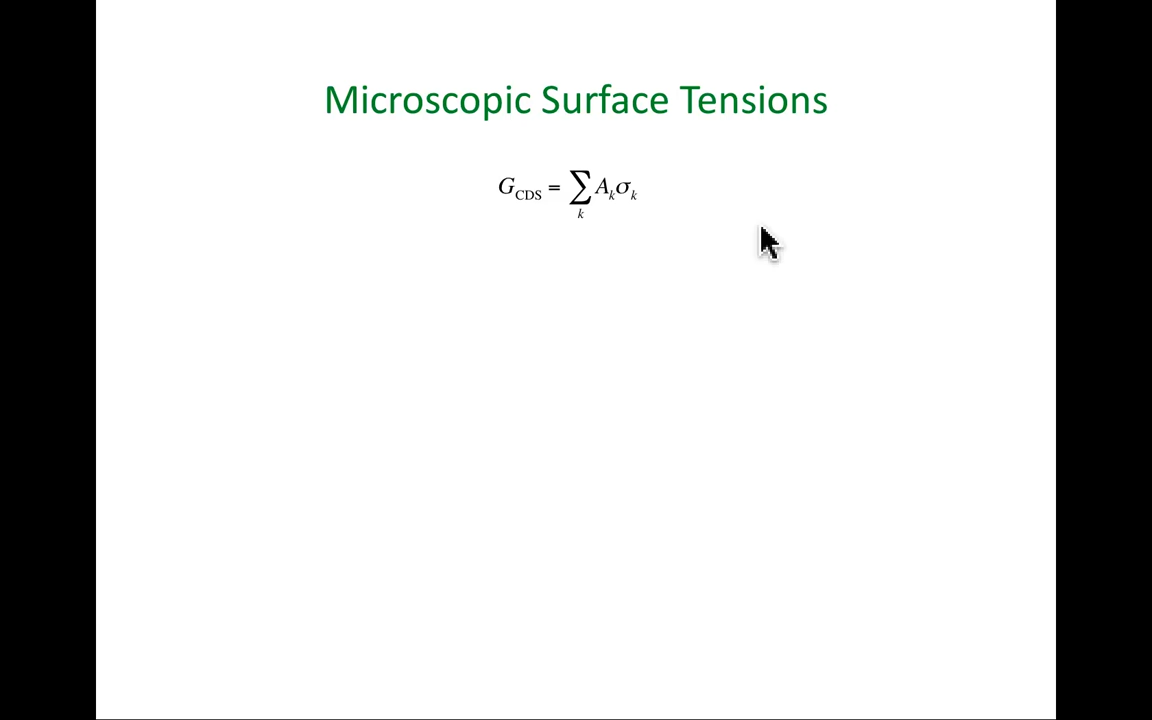 Microscopic Surface Tensions
G_CDS = ∑_k A_k σ_k